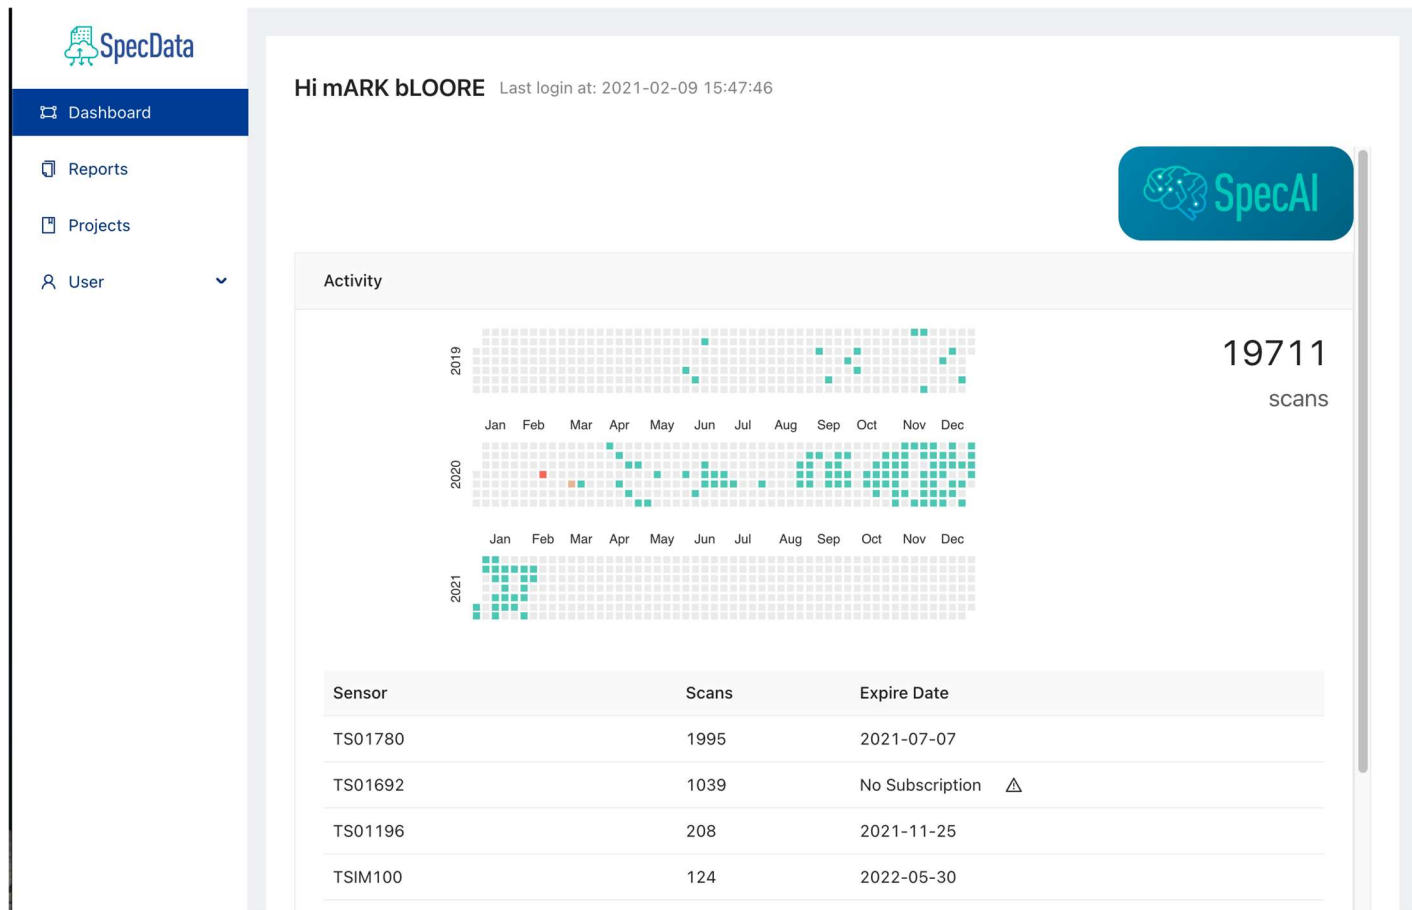 SpecData
Dashboard
Reports
Projects
User
Hi mARK bLOORE Last login at: 2021-02-09 15:47:46
SpecAI
Activity
2019
19711
scans
Jan Feb Mar Apr May Jun Jul Aug Sep Oct Nov Dec
2020
Jan Feb Mar Apr May Jun Jul Aug Sep Oct Nov Dec
2021
Sensor Scans Expire Date
TS01780 1995 2021-07-07
TS01692 1039 No Subscription
TS01196 208 2021-11-25
TSIM100 124 2022-05-30